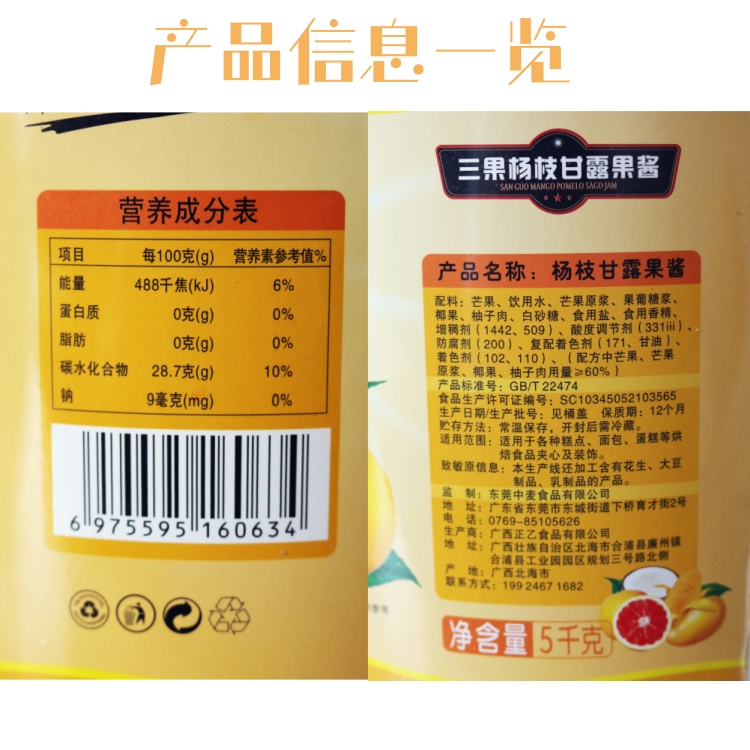 产品信息一览
营养成分表
项目 每100克(g) 营养素参考值%
能量 488千焦(kJ) 6%
蛋白质 0克(g) 0%
脂肪 0克(g) 0%
碳水化合物 28.7克(g) 10%
钠 9毫克(mg) 0%
6 975595 160634
三果杨枝甘露果酱
SAN GUO MANGO POMELO SAGO JAM
产品名称：杨枝甘露果酱
配料：芒果、饮用水、芒果原浆、果葡糖浆、
椰果、柚子肉、白砂糖、食用盐、食用香精、
增稠剂（1442、509）、酸度调节剂（331iii）、
防腐剂（200）、复配着色剂（171、甘油）、
着色剂（102、110）、（配方中芒果、芒果
原浆、椰果、柚子肉用量≥60%）
产品标准号：GB/T 22474
食品生产许可证编号：SC10345052103565
生产日期/生产批号：见桶盖 保质期：12个月
贮存方法：常温保存，开封后需冷藏。
适用范围：适用于各种糕点、面包、蛋糕等烘
焙食品夹心及装饰。
致敏原信息：本生产线还加工含有花生、大豆
制品、乳制品的产品。
监 制：东莞中麦食品有限公司
地 址：广东省东莞市东城街道下桥育才街2号
电 话：0769-85105626
生产商：广西正乙食品有限公司
地 址：广西壮族自治区北海市合浦县廉州镇
合浦县工业园园区规划三号路北侧
产 地：广西北海市
联系方式：199 2467 1682
净含量 5千克